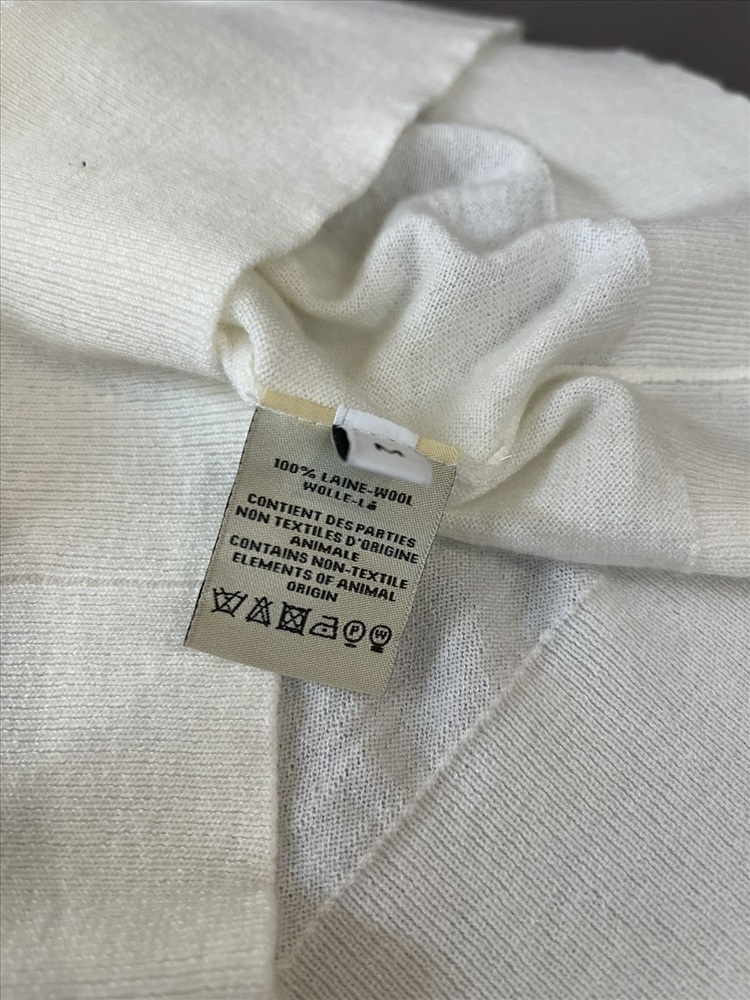 M
100% LAINE-WOOL
WOLLE-Lã
CONTIENT DES PARTIES
NON TEXTILES D'ORIGINE
ANIMALE
CONTAINS NON-TEXTILE
ELEMENTS OF ANIMAL
ORIGIN
P W